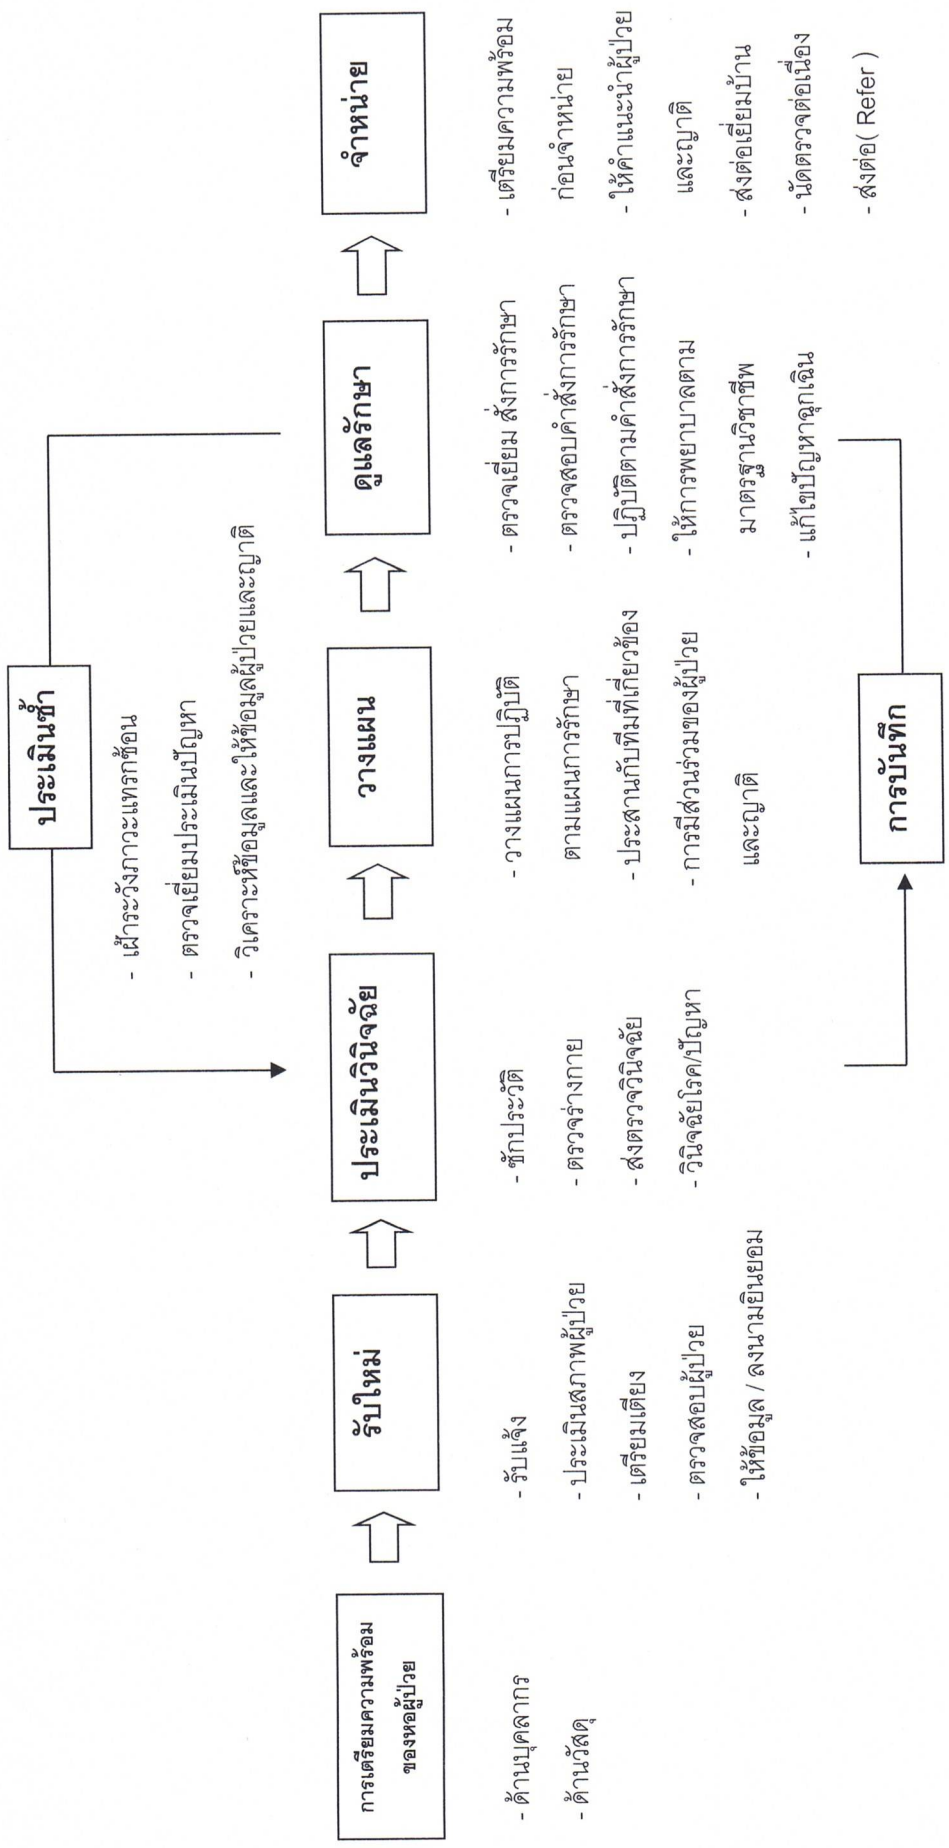 ประเมินซ้ำ
- เฝ้าระวังภาวะแทรกซ้อน
- ตรวจเยี่ยมประเมินปัญหา
- วิเคราะห์ข้อมูลและให้ข้อมูลผู้ป่วยและญาติ
การเตรียมความพร้อม
ของหอผู้ป่วย
- ด้านบุคลากร
- ด้านวัสดุ
รับใหม่
- รับแจ้ง
- ประเมินสภาพผู้ป่วย
- เตรียมเตียง
- ตรวจสอบผู้ป่วย
- ให้ข้อมูล / ลงนามยินยอม
ประเมินวินิจฉัย
- ซักประวัติ
- ตรวจร่างกาย
- ส่งตรวจวินิจฉัย
- วินิจฉัยโรค/ปัญหา
วางแผน
- วางแผนการปฏิบัติ
ตามแผนการรักษา
- ประสานกับทีมที่เกี่ยวข้อง
- การมีส่วนร่วมของผู้ป่วย
และญาติ
ดูแลรักษา
- ตรวจเยี่ยม สั่งการรักษา
- ตรวจสอบคำสั่งการรักษา
- ปฏิบัติตามคำสั่งการรักษา
- ให้การพยาบาลตาม
มาตรฐานวิชาชีพ
- แก้ไขปัญหาฉุกเฉิน
จำหน่าย
- เตรียมความพร้อม
ก่อนจำหน่าย
- ให้คำแนะนำผู้ป่วย
และญาติ
- ส่งต่อเยี่ยมบ้าน
- นัดตรวจต่อเนื่อง
- ส่งต่อ( Refer )
การบันทึก